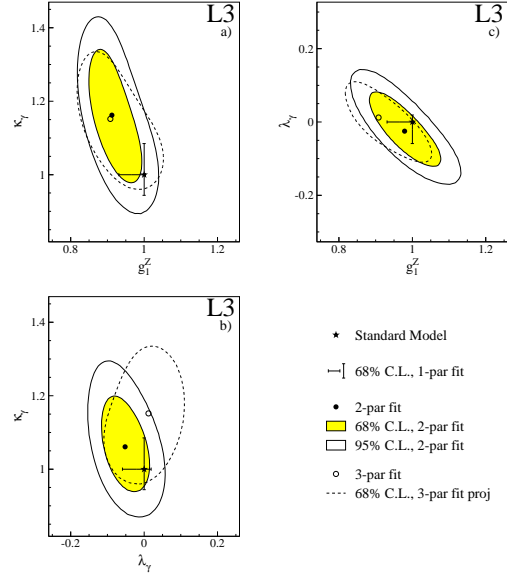 L3
a)
κγ
1.4
1.2
1
0.8
1
1.2
g₁ᶻ
L3
c)
λγ
0.2
0
-0.2
0.8
1
1.2
g₁ᶻ
L3
b)
κγ
1.4
1.2
1
-0.2
0
0.2
λγ
Standard Model
68% C.L., 1-par fit
2-par fit
68% C.L., 2-par fit
95% C.L., 2-par fit
3-par fit
68% C.L., 3-par fit proj